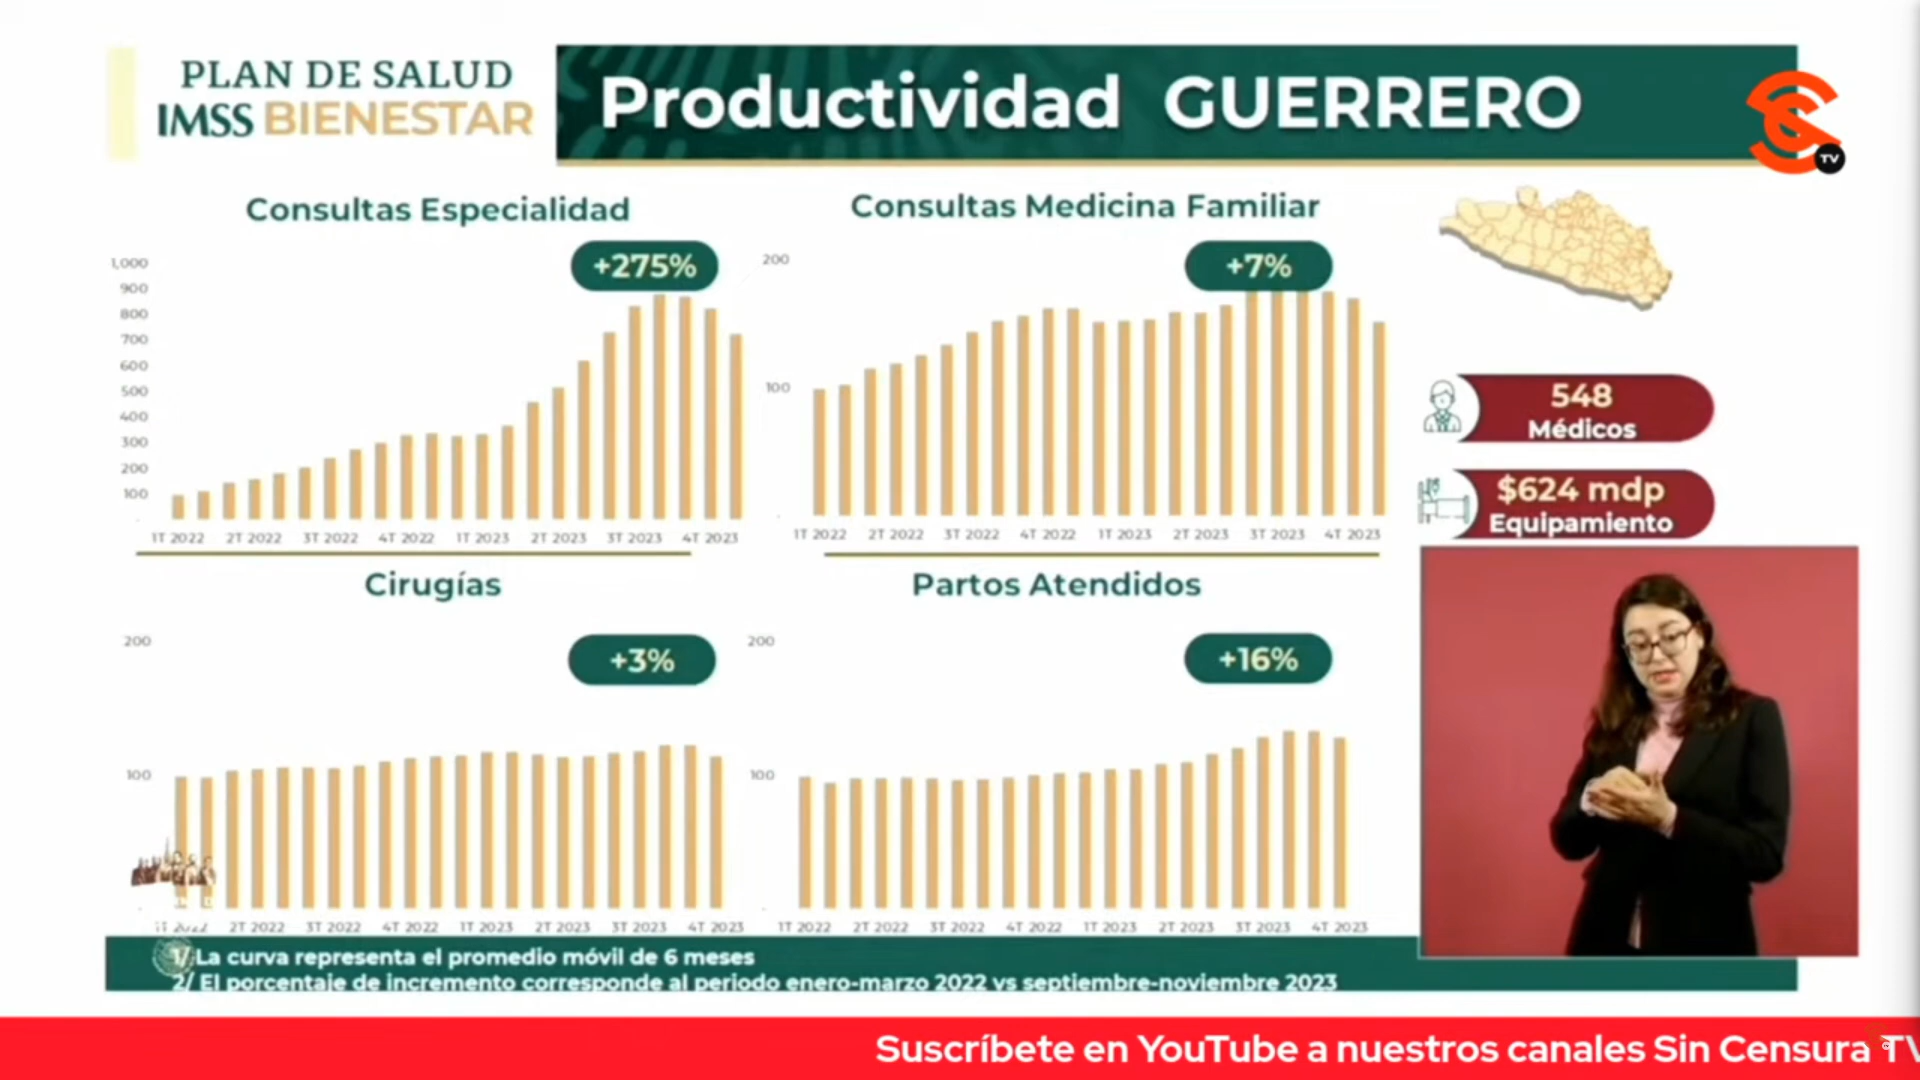 PLAN DE SALUD
IMSS BIENESTAR
Productividad GUERRERO
TV
Consultas Especialidad
+275%
1,000
900
800
700
600
500
400
300
200
100
1T 2022 2T 2022 3T 2022 4T 2022 1T 2023 2T 2023 3T 2023 4T 2023
Consultas Medicina Familiar
+7%
200
100
1T 2022 2T 2022 3T 2022 4T 2022 1T 2023 2T 2023 3T 2023 4T 2023
548
Médicos
$624 mdp
Equipamiento
Cirugías
+3%
200
100
1T 2022 2T 2022 3T 2022 4T 2022 1T 2023 2T 2023 3T 2023 4T 2023
Partos Atendidos
+16%
200
100
1T 2022 2T 2022 3T 2022 4T 2022 1T 2023 2T 2023 3T 2023 4T 2023
1/ La curva representa el promedio móvil de 6 meses
2/ El porcentaje de incremento corresponde al periodo enero-marzo 2022 vs septiembre-noviembre 2023
Suscríbete en YouTube a nuestros canales Sin Censura TV